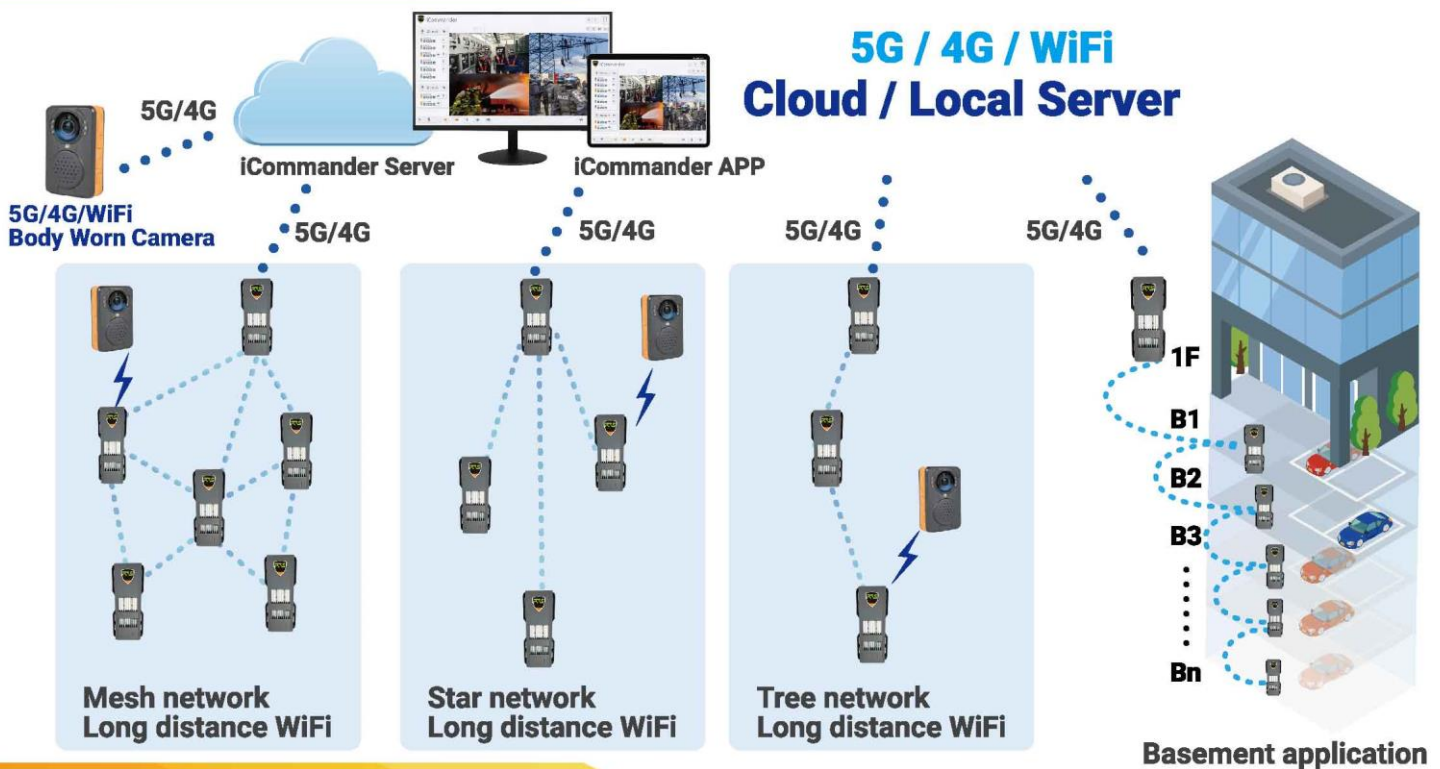 5G / 4G / WiFi
Cloud / Local Server
iCommander
5G/4G
iCommander Server
iCommander APP
5G/4G/WiFi
Body Worn Camera
5G/4G
5G/4G
5G/4G
5G/4G
1F
B1
B2
B3
Bn
Mesh network
Long distance WiFi
Star network
Long distance WiFi
Tree network
Long distance WiFi
Basement application